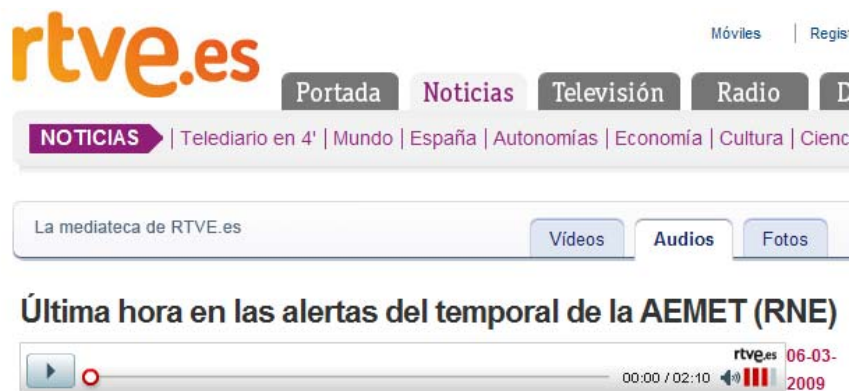 rtve.es
Móviles | Regist
Portada Noticias Televisión Radio D
NOTICIAS | Telediario en 4' | Mundo | España | Autonomías | Economía | Cultura | Cienc
La mediateca de RTVE.es
Vídeos Audios Fotos
Última hora en las alertas del temporal de la AEMET (RNE)
rtve.es 06-03-
00:00 / 02:10 2009